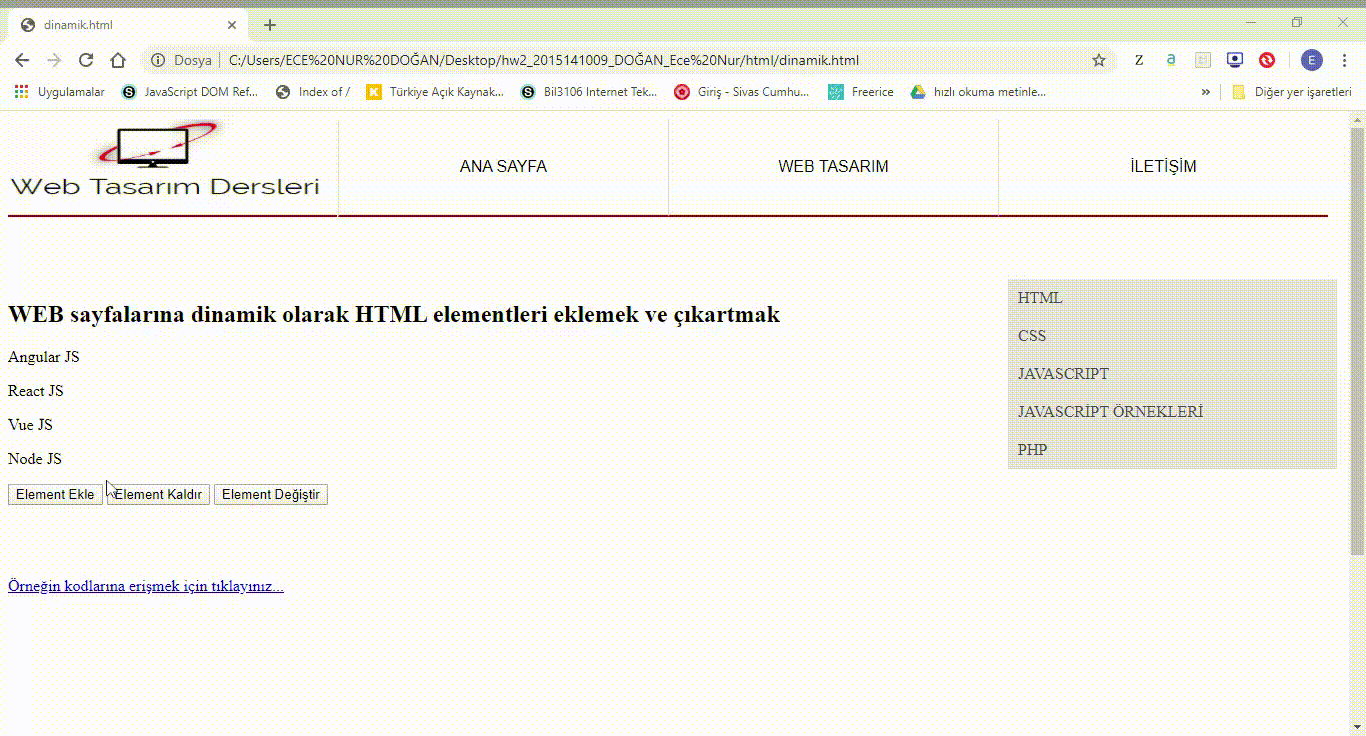 dinamik.html
Dosya C:/Users/ECE%20NUR%20DOĞAN/Desktop/hw2_2015141009_DOĞAN_Ece%20Nur/html/dinamik.html
Z a E
Uygulamalar JavaScript DOM Ref... Index of / Türkiye Açık Kaynak... Bil3106 Internet Tek... Giriş - Sivas Cumhu... Freerice hızlı okuma metinle... » Diğer yer işaretleri
Web Tasarım Dersleri
ANA SAYFA
WEB TASARIM
İLETİŞİM
WEB sayfalarına dinamik olarak HTML elementleri eklemek ve çıkartmak
Angular JS
React JS
Vue JS
Node JS
Element Ekle Element Kaldır Element Değiştir
Örneğin kodlarına erişmek için tıklayınız...
HTML
CSS
JAVASCRIPT
JAVASCRİPT ÖRNEKLERİ
PHP